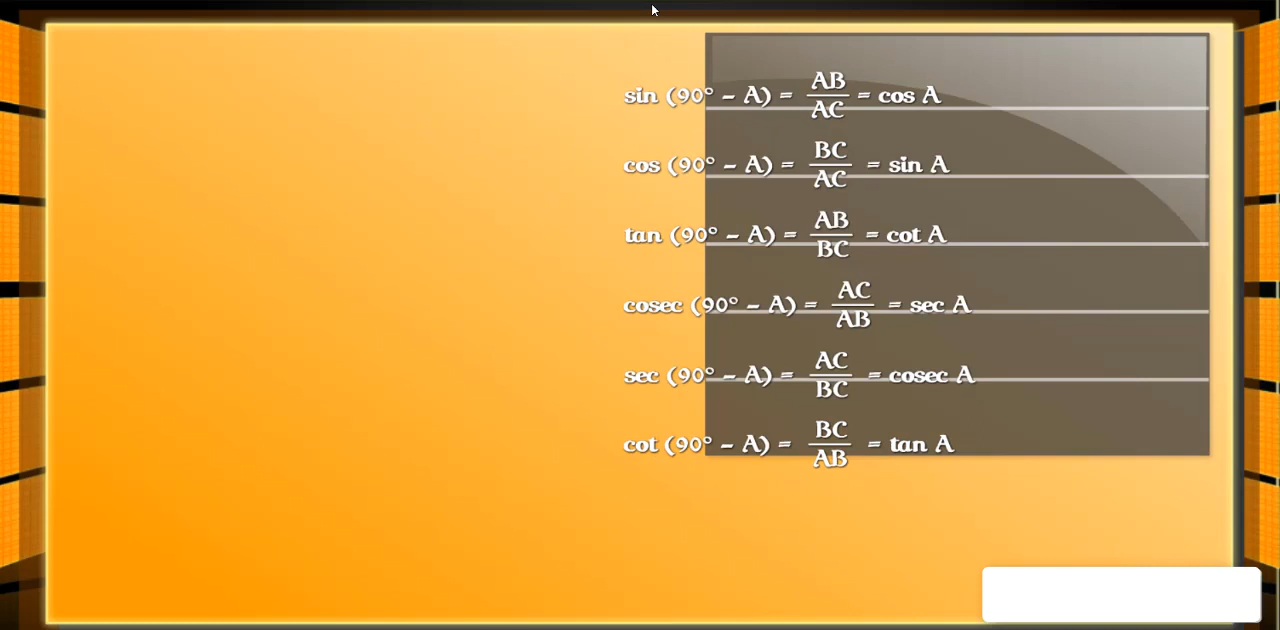 sin (90° – A) = AB/AC = cos A
cos (90° – A) = BC/AC = sin A
tan (90° – A) = AB/BC = cot A
cosec (90° – A) = AC/AB = sec A
sec (90° – A) = AC/BC = cosec A
cot (90° – A) = BC/AB = tan A